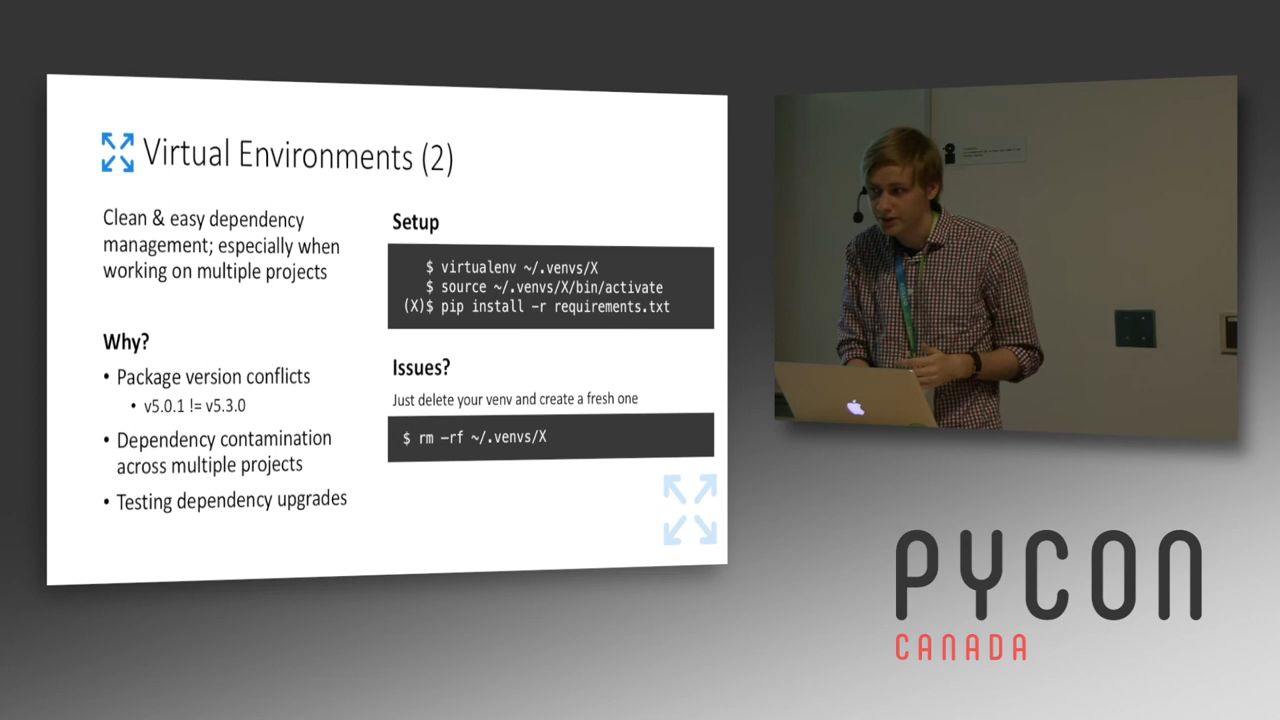 Virtual Environments (2)
Clean & easy dependency
management; especially when
working on multiple projects
Why?
• Package version conflicts
• v5.0.1 != v5.3.0
• Dependency contamination
across multiple projects
• Testing dependency upgrades
Setup
$ virtualenv ~/.venvs/X
$ source ~/.venvs/X/bin/activate
(X)$ pip install -r requirements.txt
Issues?
Just delete your venv and create a fresh one
$ rm -rf ~/.venvs/X
PYCON
CANADA